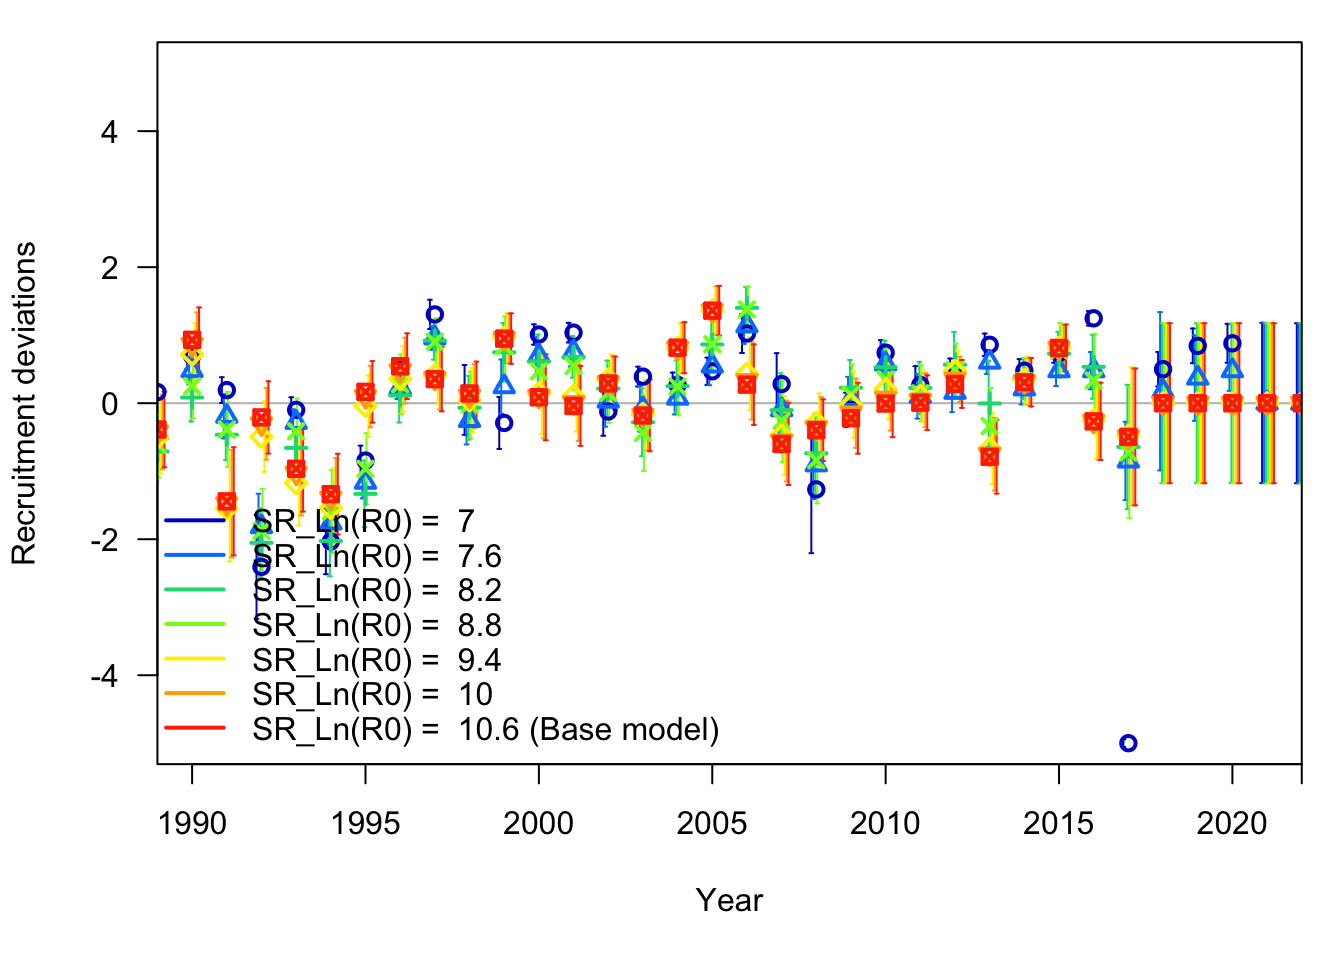 4
2
0
-2
-4
Recruitment deviations
SR_Ln(R0) = 7
SR_Ln(R0) = 7.6
SR_Ln(R0) = 8.2
SR_Ln(R0) = 8.8
SR_Ln(R0) = 9.4
SR_Ln(R0) = 10
SR_Ln(R0) = 10.6 (Base model)
1990 1995 2000 2005 2010 2015 2020
Year